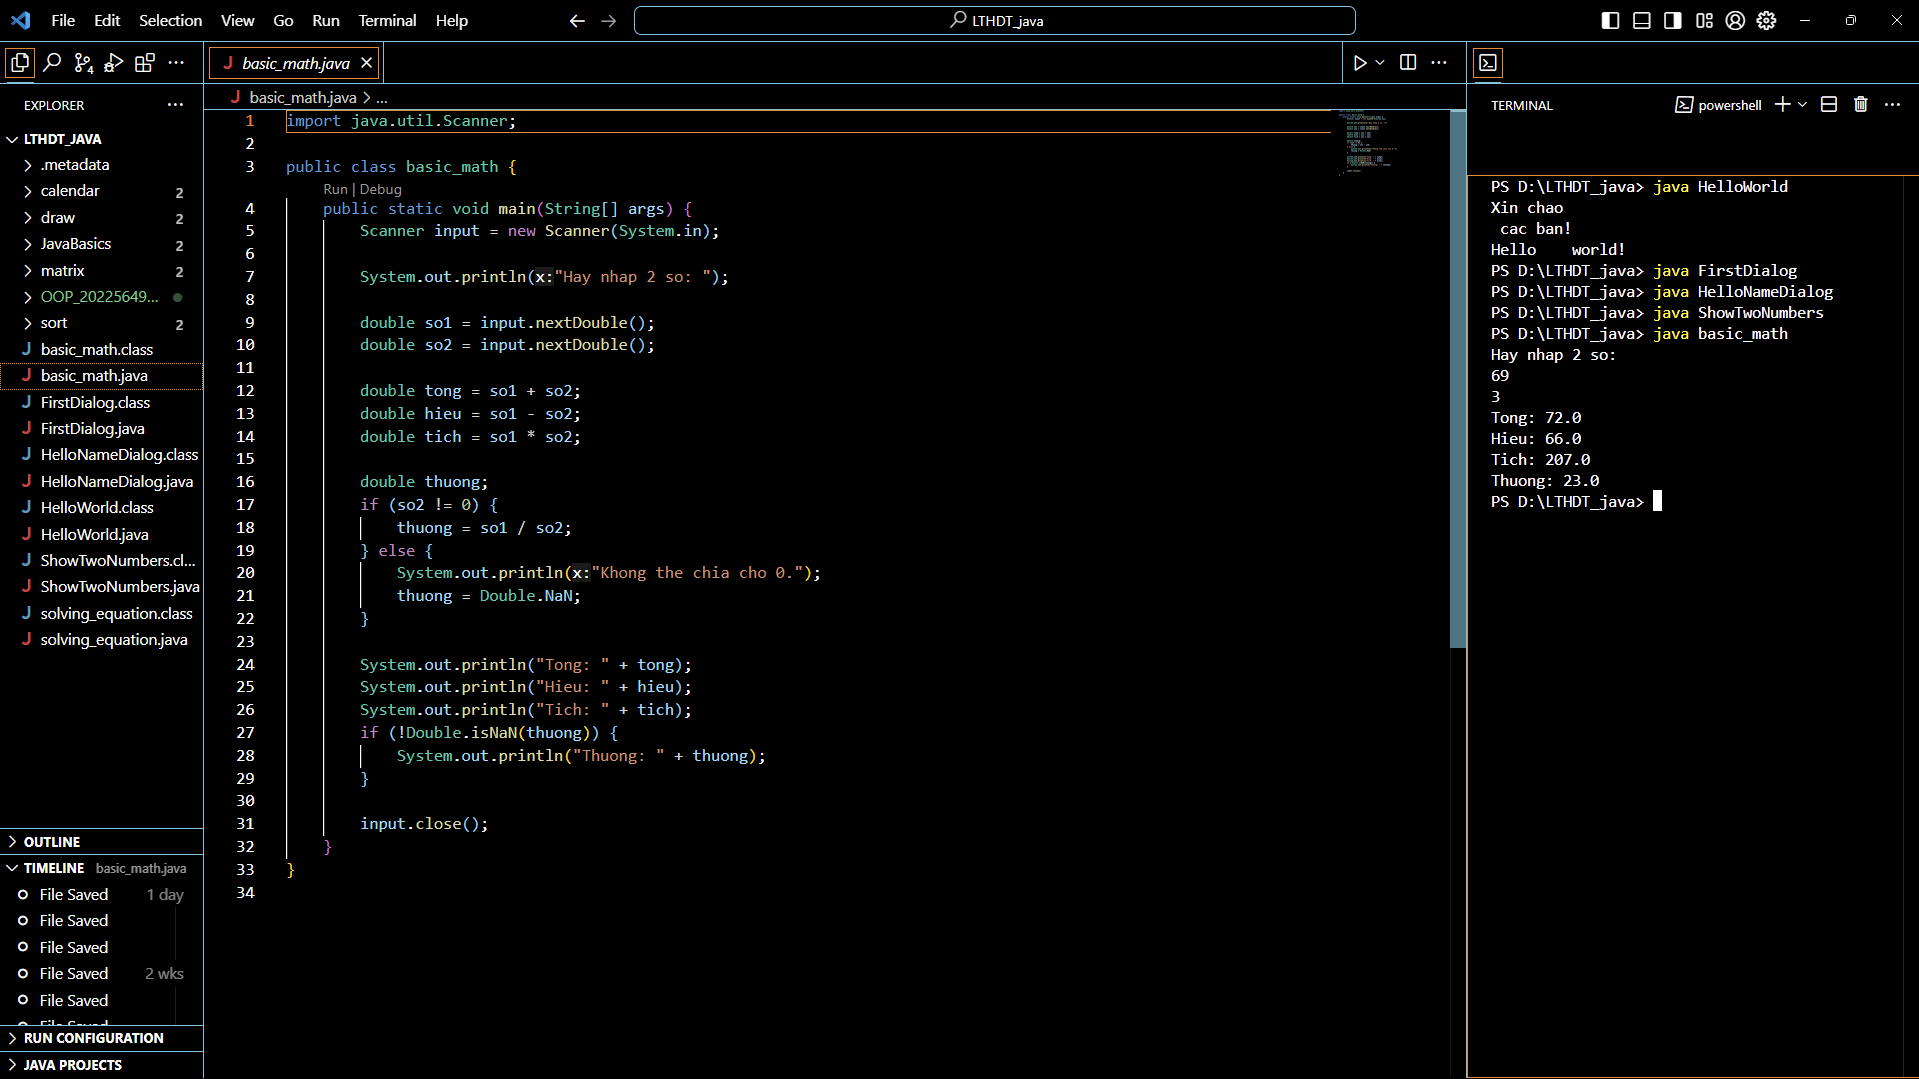 File Edit Selection View Go Run Terminal Help
LTHDT_java
EXPLORER
LTHDT_JAVA
.metadata
calendar 2
draw 2
JavaBasics 2
matrix 2
OOP_20225649...
sort 2
basic_math.class
basic_math.java
FirstDialog.class
FirstDialog.java
HelloNameDialog.class
HelloNameDialog.java
HelloWorld.class
HelloWorld.java
ShowTwoNumbers.cl...
ShowTwoNumbers.java
solving_equation.class
solving_equation.java
OUTLINE
TIMELINE basic_math.java
File Saved 1 day
File Saved
File Saved
File Saved 2 wks
File Saved
File Saved
RUN CONFIGURATION
JAVA PROJECTS
basic_math.java
basic_math.java > ...
1 import java.util.Scanner;
2
3 public class basic_math {
Run | Debug
4 public static void main(String[] args) {
5 Scanner input = new Scanner(System.in);
6
7 System.out.println(x:"Hay nhap 2 so: ");
8
9 double so1 = input.nextDouble();
10 double so2 = input.nextDouble();
11
12 double tong = so1 + so2;
13 double hieu = so1 - so2;
14 double tich = so1 * so2;
15
16 double thuong;
17 if (so2 != 0) {
18 thuong = so1 / so2;
19 } else {
20 System.out.println(x:"Khong the chia cho 0.");
21 thuong = Double.NaN;
22 }
23
24 System.out.println("Tong: " + tong);
25 System.out.println("Hieu: " + hieu);
26 System.out.println("Tich: " + tich);
27 if (!Double.isNaN(thuong)) {
28 System.out.println("Thuong: " + thuong);
29 }
30
31 input.close();
32 }
33 }
34
TERMINAL
powershell
PS D:\LTHDT_java> java HelloWorld
Xin chao
cac ban!
Hello world!
PS D:\LTHDT_java> java FirstDialog
PS D:\LTHDT_java> java HelloNameDialog
PS D:\LTHDT_java> java ShowTwoNumbers
PS D:\LTHDT_java> java basic_math
Hay nhap 2 so:
69
3
Tong: 72.0
Hieu: 66.0
Tich: 207.0
Thuong: 23.0
PS D:\LTHDT_java>